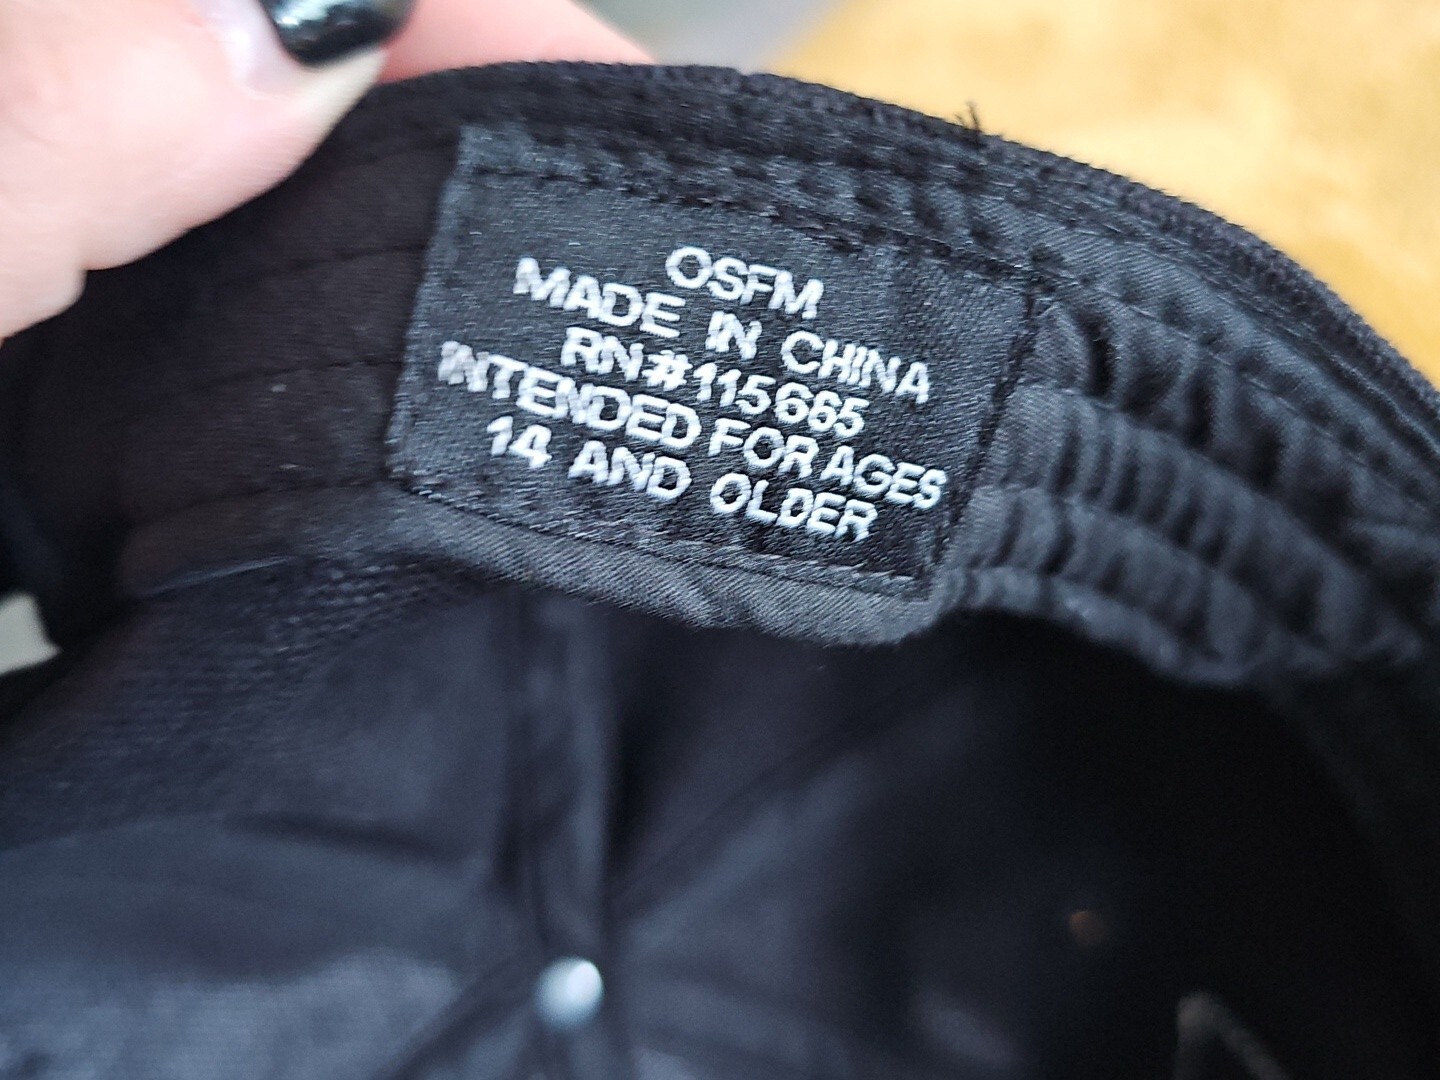 OSFM
MADE IN CHINA
RN#115665
INTENDED FOR AGES
14 AND OLDER